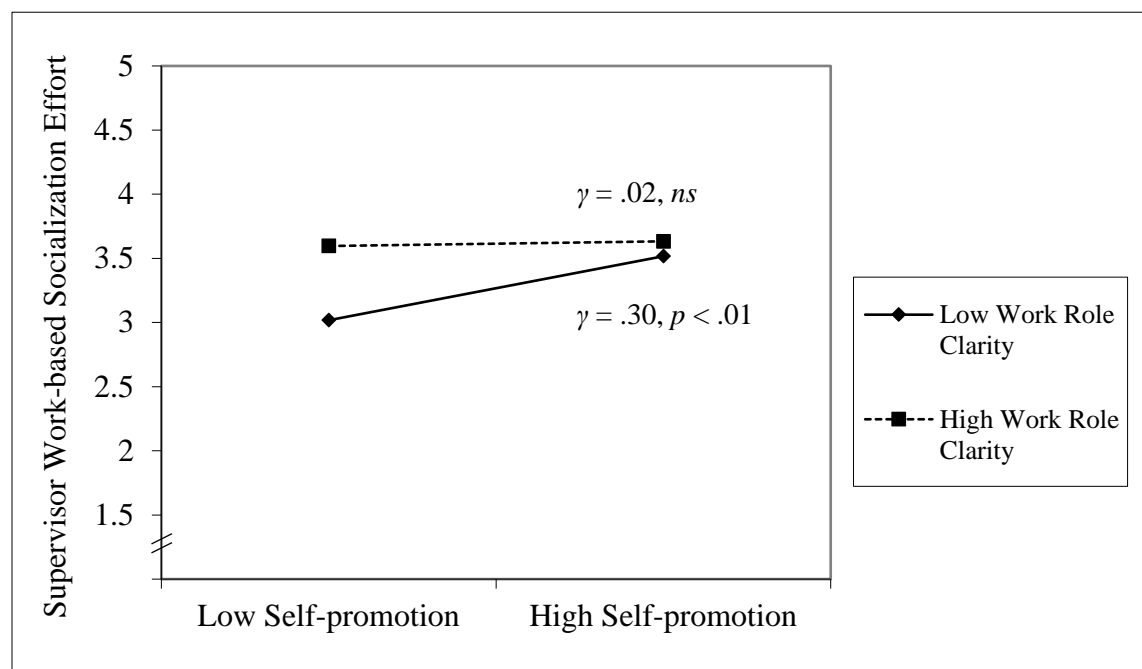 Supervisor Work-based Socialization Effort
5
4.5
4
3.5
3
2.5
2
1.5
γ = .02, ns
γ = .30, p < .01
Low Self-promotion
High Self-promotion
Low Work Role
Clarity
High Work Role
Clarity